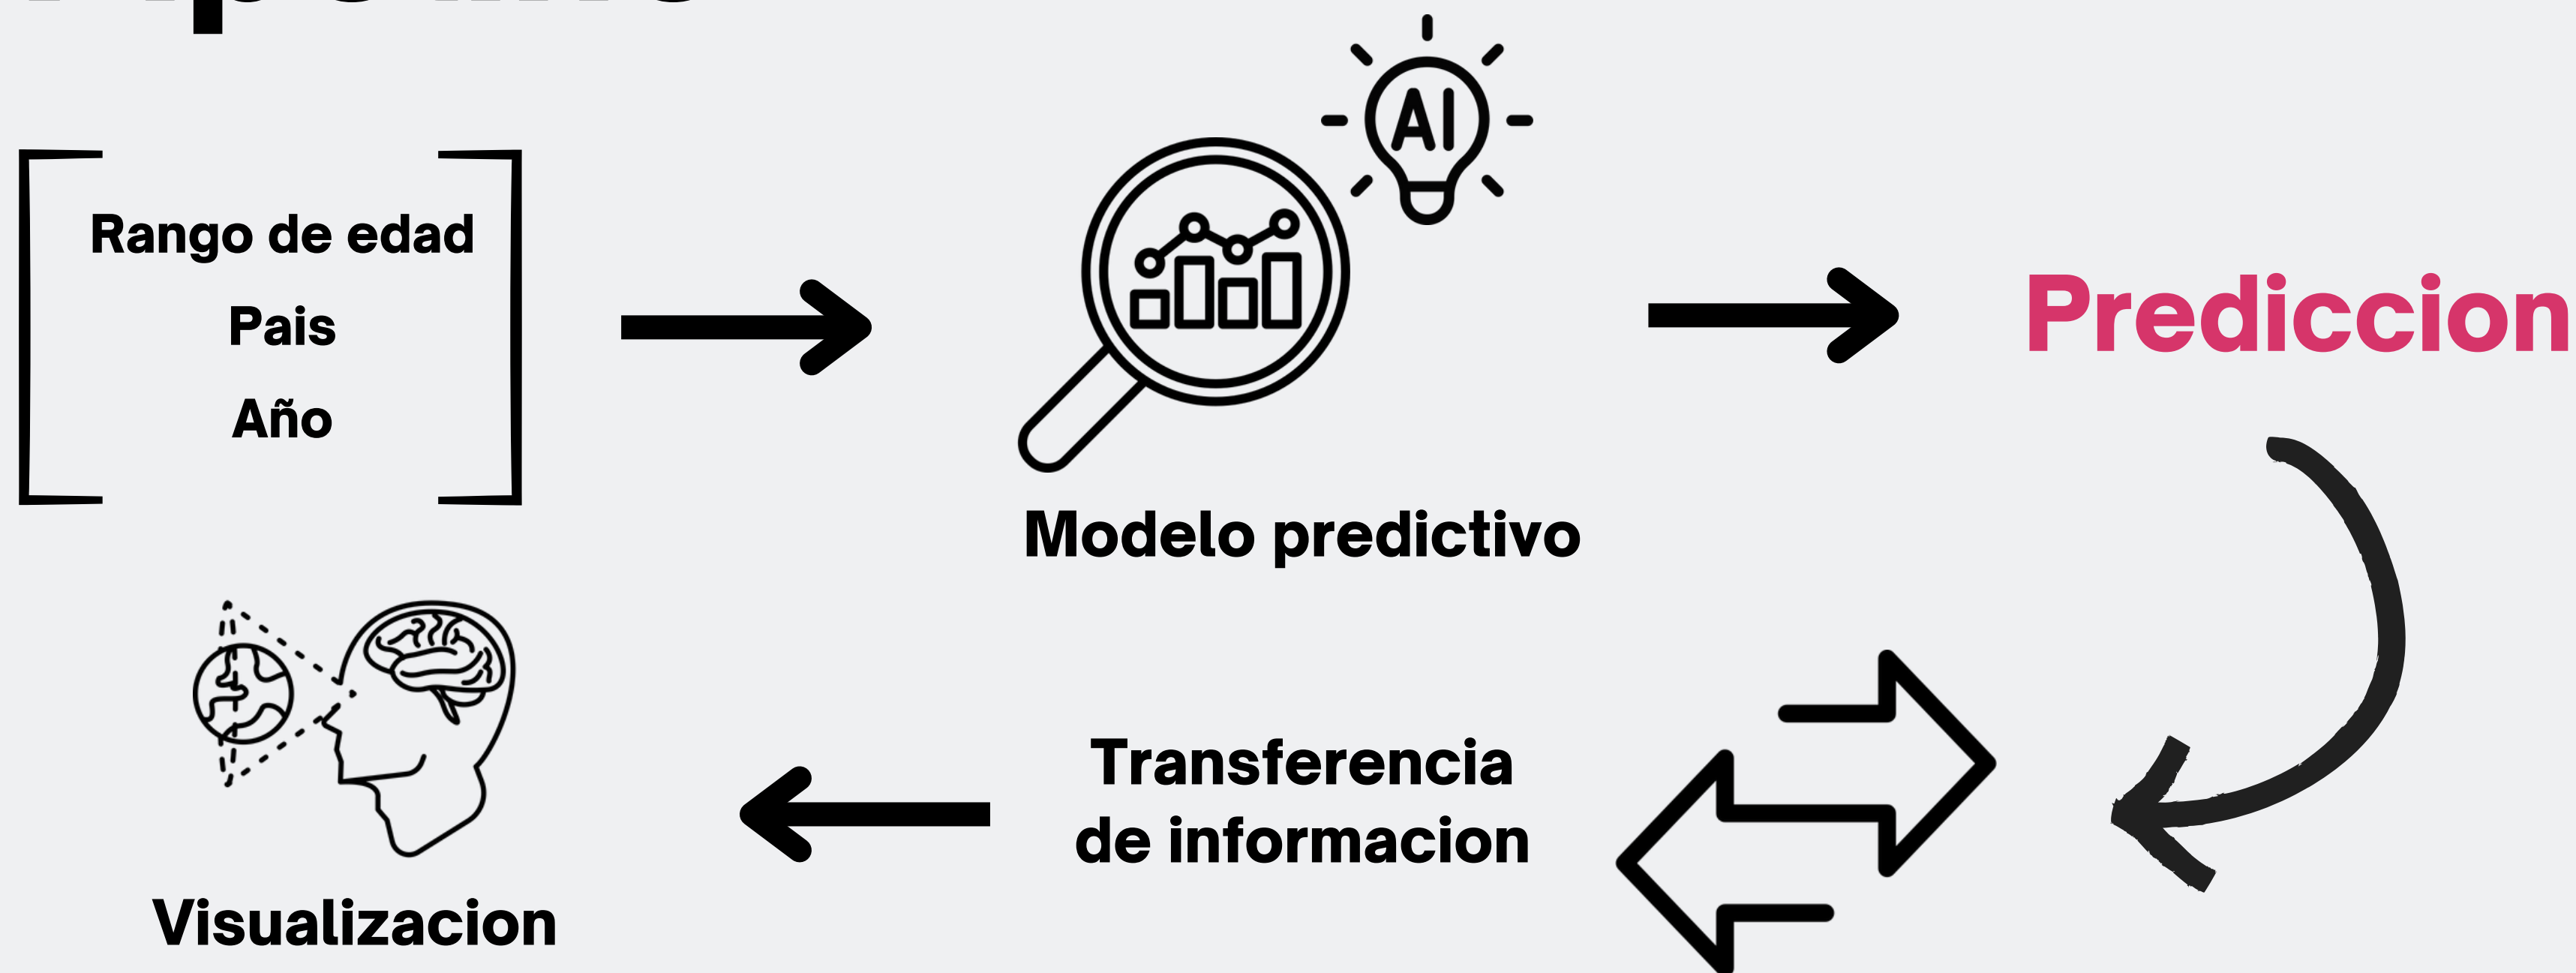 Rango de edad
Pais
Año
AI
Modelo predictivo
Prediccion
Transferencia
de informacion
Visualizacion